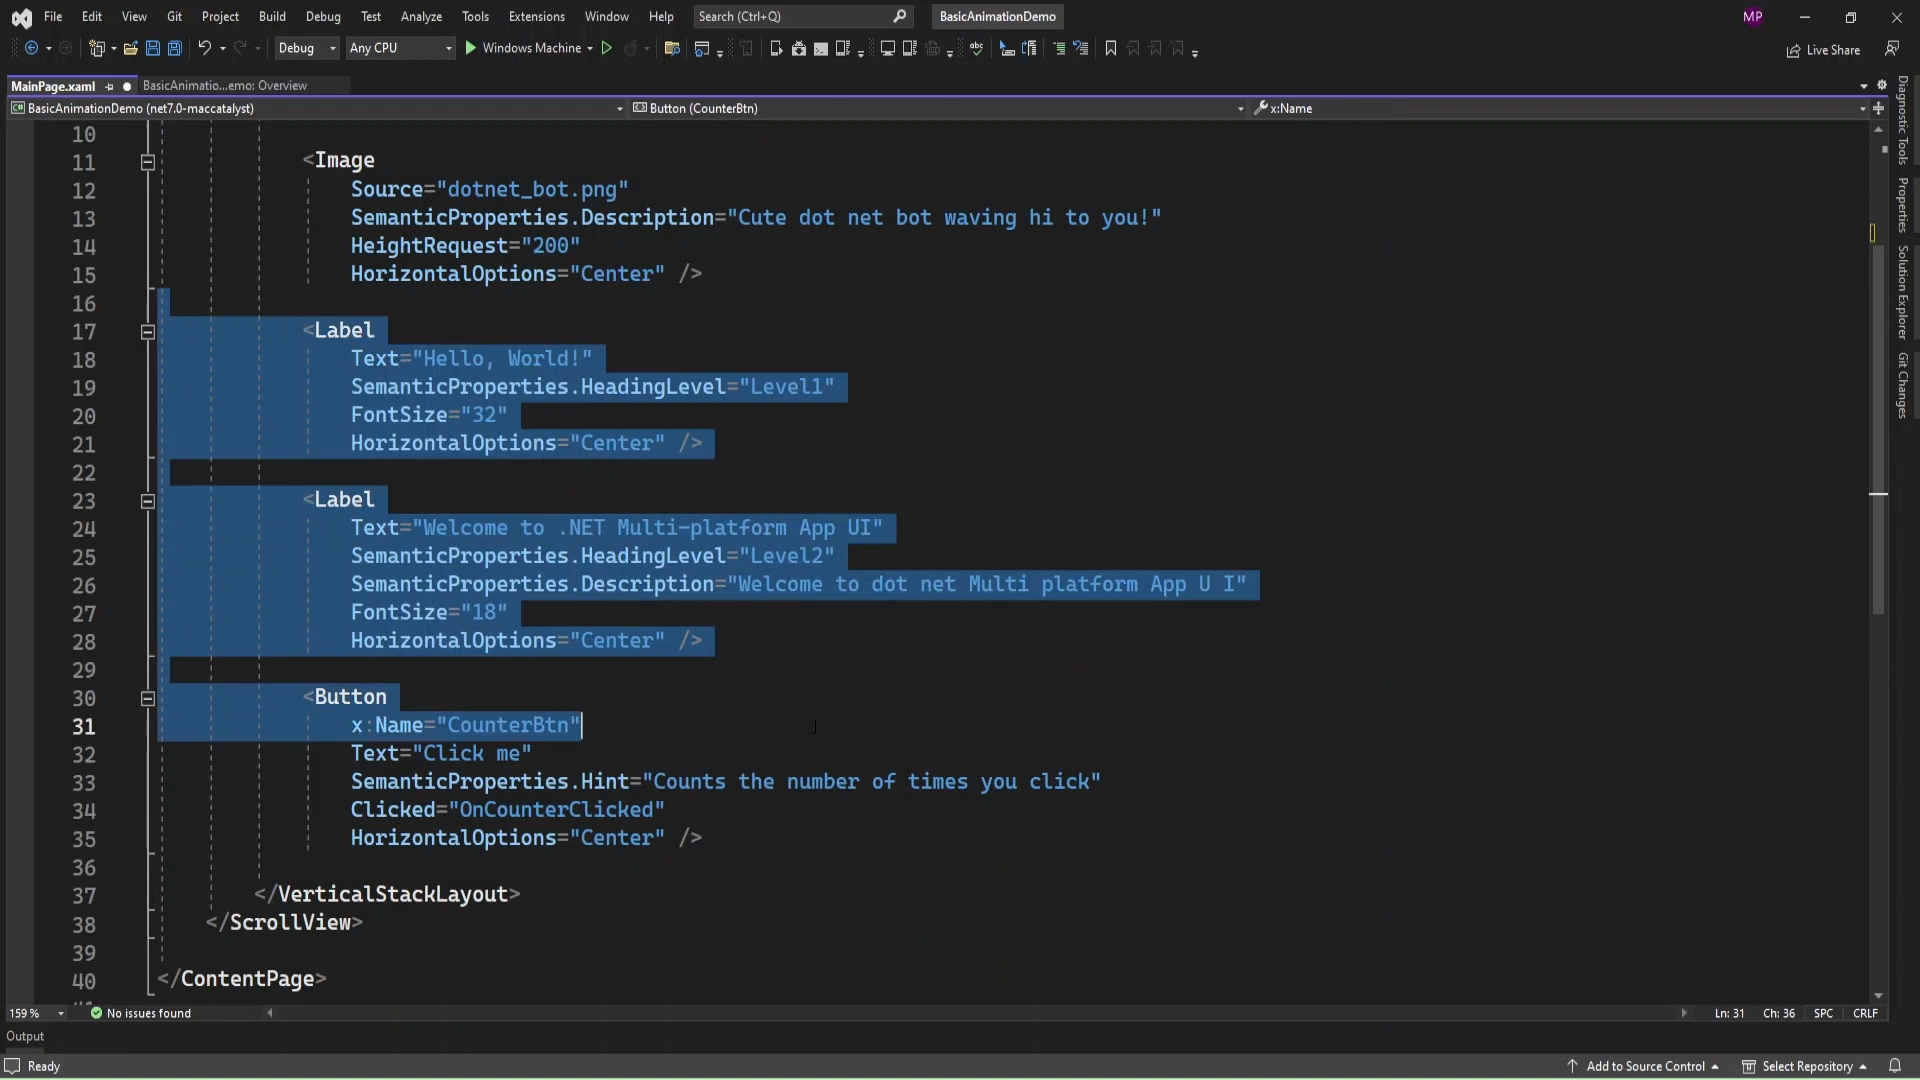 File Edit View Git Project Build Debug Test Analyze Tools Extensions Window Help Search (Ctrl+Q) BasicAnimationDemo MP
Debug Any CPU Windows Machine Live Share
MainPage.xaml BasicAnimatio...emo: Overview
BasicAnimationDemo (net7.0-maccatalyst) Button (CounterBtn) x:Name
10
11 <Image
12 Source="dotnet_bot.png"
13 SemanticProperties.Description="Cute dot net bot waving hi to you!"
14 HeightRequest="200"
15 HorizontalOptions="Center" />
16
17 <Label
18 Text="Hello, World!"
19 SemanticProperties.HeadingLevel="Level1"
20 FontSize="32"
21 HorizontalOptions="Center" />
22
23 <Label
24 Text="Welcome to .NET Multi-platform App UI"
25 SemanticProperties.HeadingLevel="Level2"
26 SemanticProperties.Description="Welcome to dot net Multi platform App U I"
27 FontSize="18"
28 HorizontalOptions="Center" />
29
30 <Button
31 x:Name="CounterBtn"
32 Text="Click me"
33 SemanticProperties.Hint="Counts the number of times you click"
34 Clicked="OnCounterClicked"
35 HorizontalOptions="Center" />
36
37 </VerticalStackLayout>
38 </ScrollView>
39
40 </ContentPage>
Diagnostic Tools
Properties
Solution Explorer
Git Changes
159 % No issues found Ln: 31 Ch: 36 SPC CRLF
Output
Ready Add to Source Control Select Repository